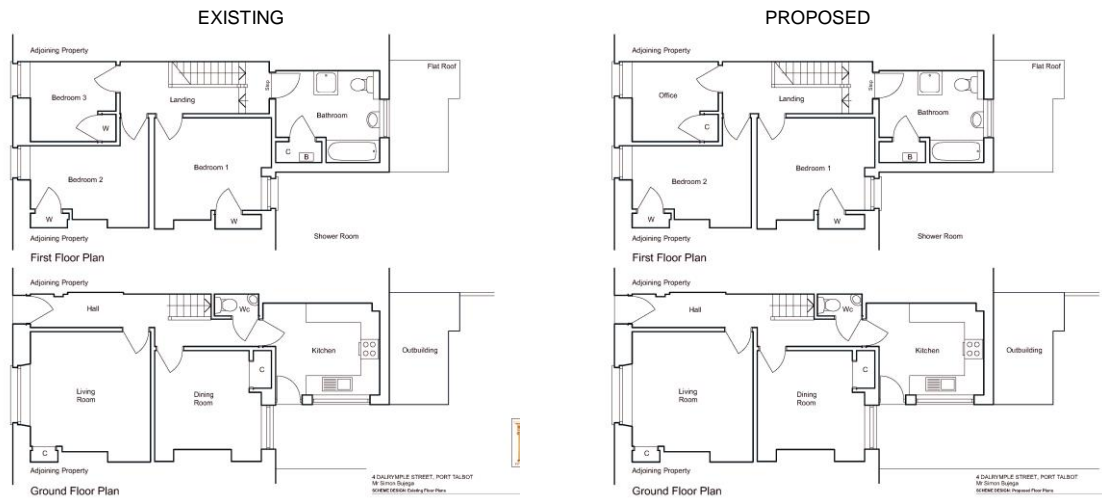 EXISTING
Adjoining Property
Flat Roof
Bedroom 3
Landing
Step
Bathroom
W
C
B
Bedroom 2
Bedroom 1
W
W
Adjoining Property
Shower Room
First Floor Plan
Adjoining Property
Hall
Wc
Kitchen
Outbuilding
C
Living
Room
Dining
Room
C
Adjoining Property
Ground Floor Plan
4 DALRYMPLE STREET, PORT TALBOT
Mr Simon Bujega
SCHEME DESIGN: Existing Floor Plans
PROPOSED
Adjoining Property
Flat Roof
Office
Landing
Step
Bathroom
C
B
Bedroom 2
Bedroom 1
W
W
Adjoining Property
Shower Room
First Floor Plan
Adjoining Property
Hall
Wc
Kitchen
Outbuilding
C
Living
Room
Dining
Room
C
Adjoining Property
Ground Floor Plan
4 DALRYMPLE STREET, PORT TALBOT
Mr Simon Bujega
SCHEME DESIGN: Proposed Floor Plans